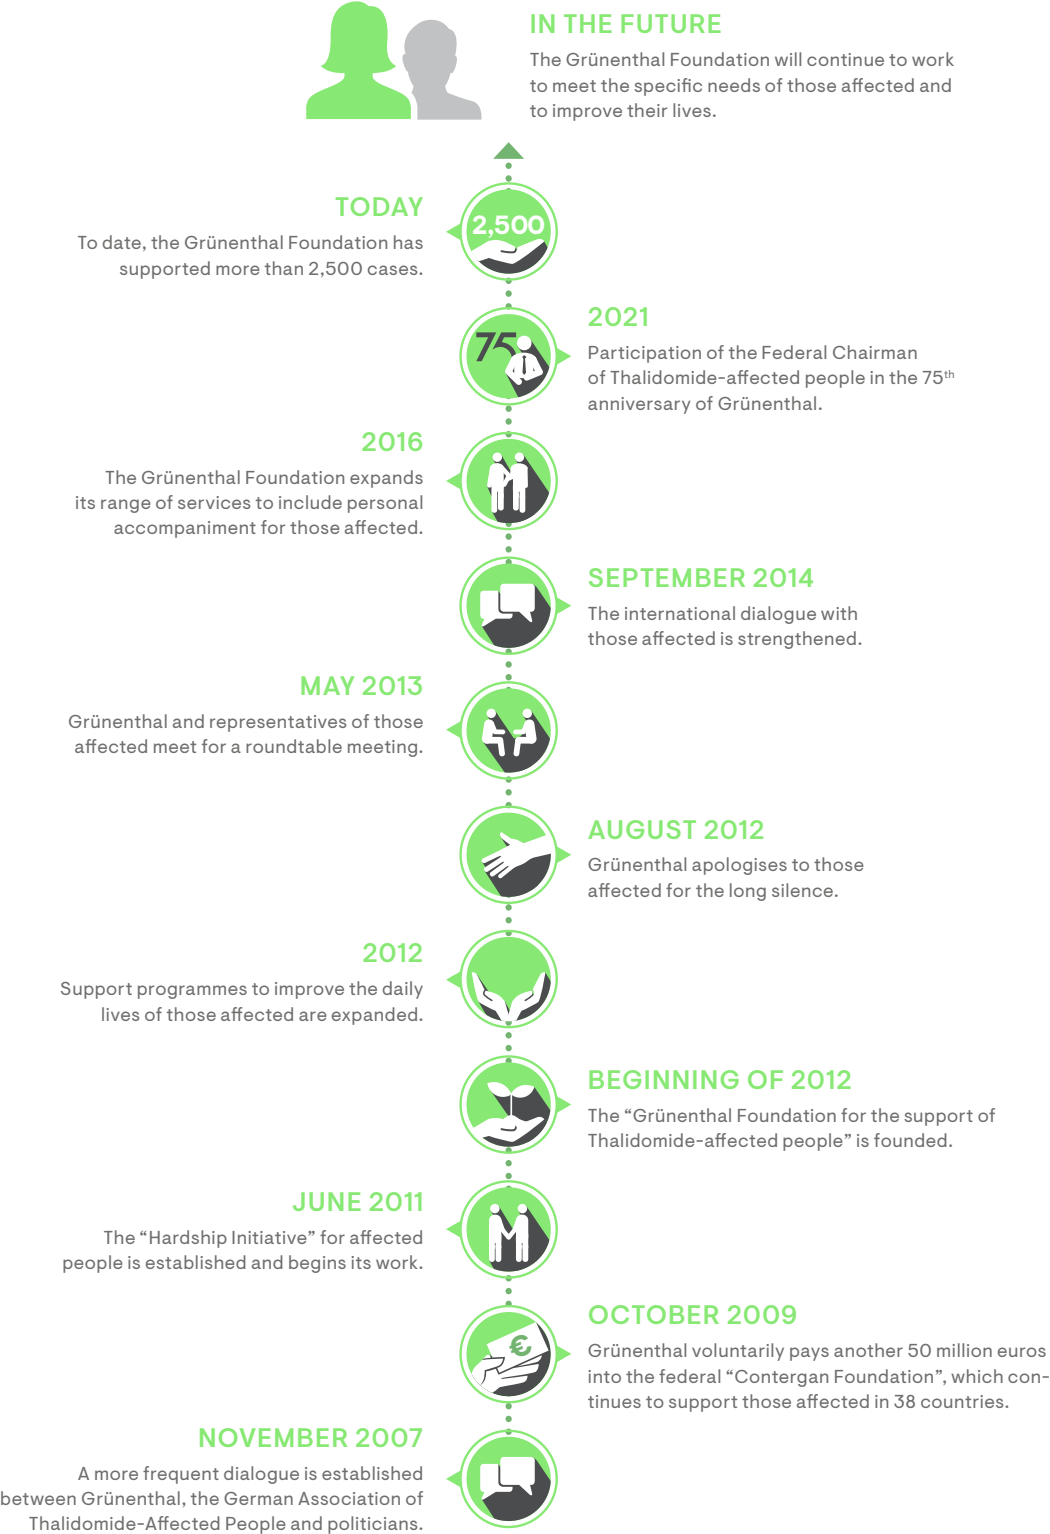 IN THE FUTURE
The Grünenthal Foundation will continue to work
to meet the specific needs of those affected and
to improve their lives.
TODAY
To date, the Grünenthal Foundation has
supported more than 2,500 cases.
2,500
2021
Participation of the Federal Chairman
of Thalidomide-affected people in the 75th
anniversary of Grünenthal.
75
2016
The Grünenthal Foundation expands
its range of services to include personal
accompaniment for those affected.
SEPTEMBER 2014
The international dialogue with
those affected is strengthened.
MAY 2013
Grünenthal and representatives of those
affected meet for a roundtable meeting.
AUGUST 2012
Grünenthal apologises to those
affected for the long silence.
2012
Support programmes to improve the daily
lives of those affected are expanded.
BEGINNING OF 2012
The “Grünenthal Foundation for the support of
Thalidomide-affected people” is founded.
JUNE 2011
The “Hardship Initiative” for affected
people is established and begins its work.
OCTOBER 2009
Grünenthal voluntarily pays another 50 million euros
into the federal “Contergan Foundation”, which con-
tinues to support those affected in 38 countries.
€
NOVEMBER 2007
A more frequent dialogue is established
between Grünenthal, the German Association of
Thalidomide-Affected People and politicians.